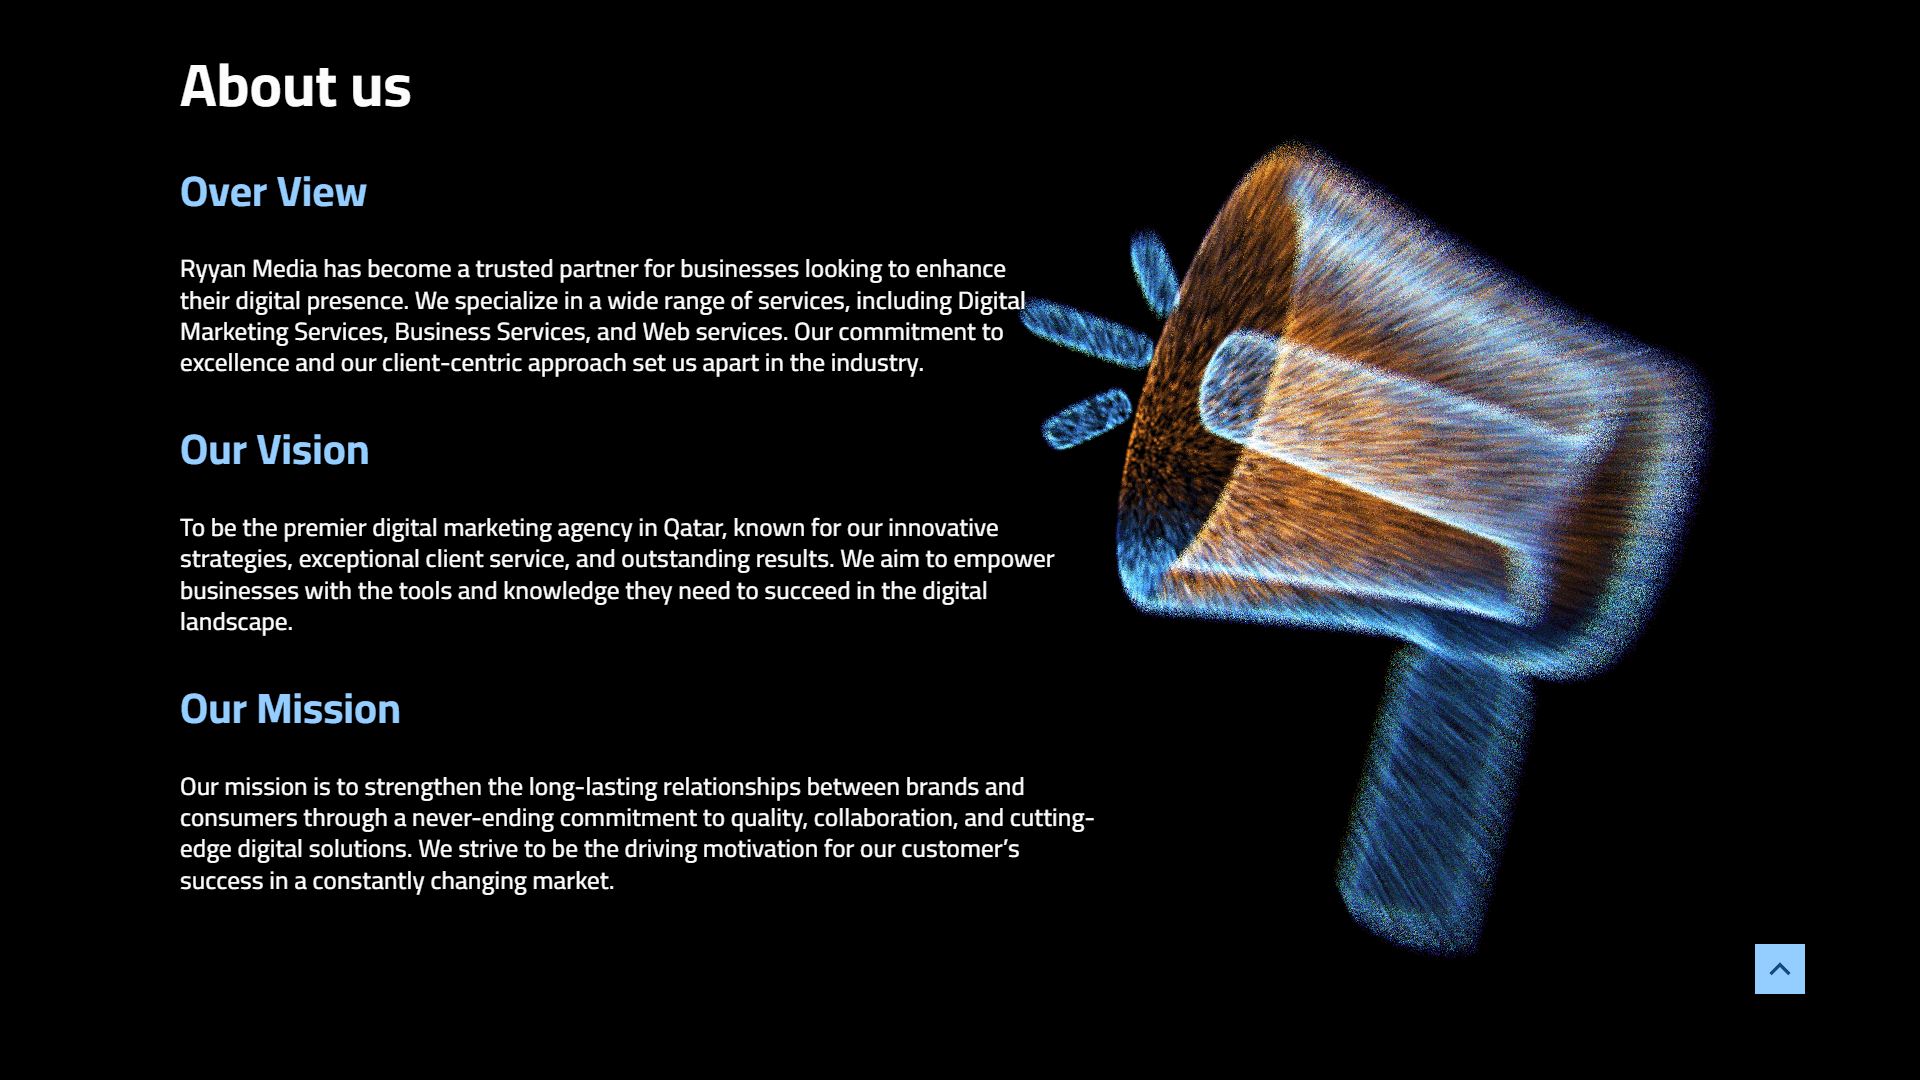 About us
Over View
Ryyan Media has become a trusted partner for businesses looking to enhance
their digital presence. We specialize in a wide range of services, including Digital
Marketing Services, Business Services, and Web services. Our commitment to
excellence and our client-centric approach set us apart in the industry.
Our Vision
To be the premier digital marketing agency in Qatar, known for our innovative
strategies, exceptional client service, and outstanding results. We aim to empower
businesses with the tools and knowledge they need to succeed in the digital
landscape.
Our Mission
Our mission is to strengthen the long-lasting relationships between brands and
consumers through a never-ending commitment to quality, collaboration, and cutting-
edge digital solutions. We strive to be the driving motivation for our customer’s
success in a constantly changing market.